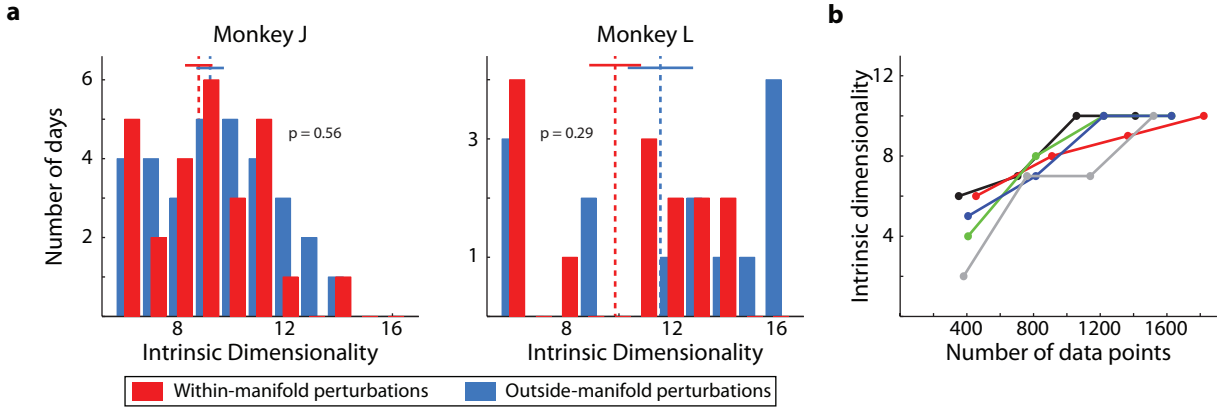 a
Monkey J
Monkey L
b
Number of days
6
4
2
p = 0.56
8
12
16
Intrinsic Dimensionality
3
1
p = 0.29
8
12
16
Intrinsic Dimensionality
Intrinsic dimensionality
12
8
4
400
800
1200
1600
Number of data points
Within-manifold perturbations
Outside-manifold perturbations